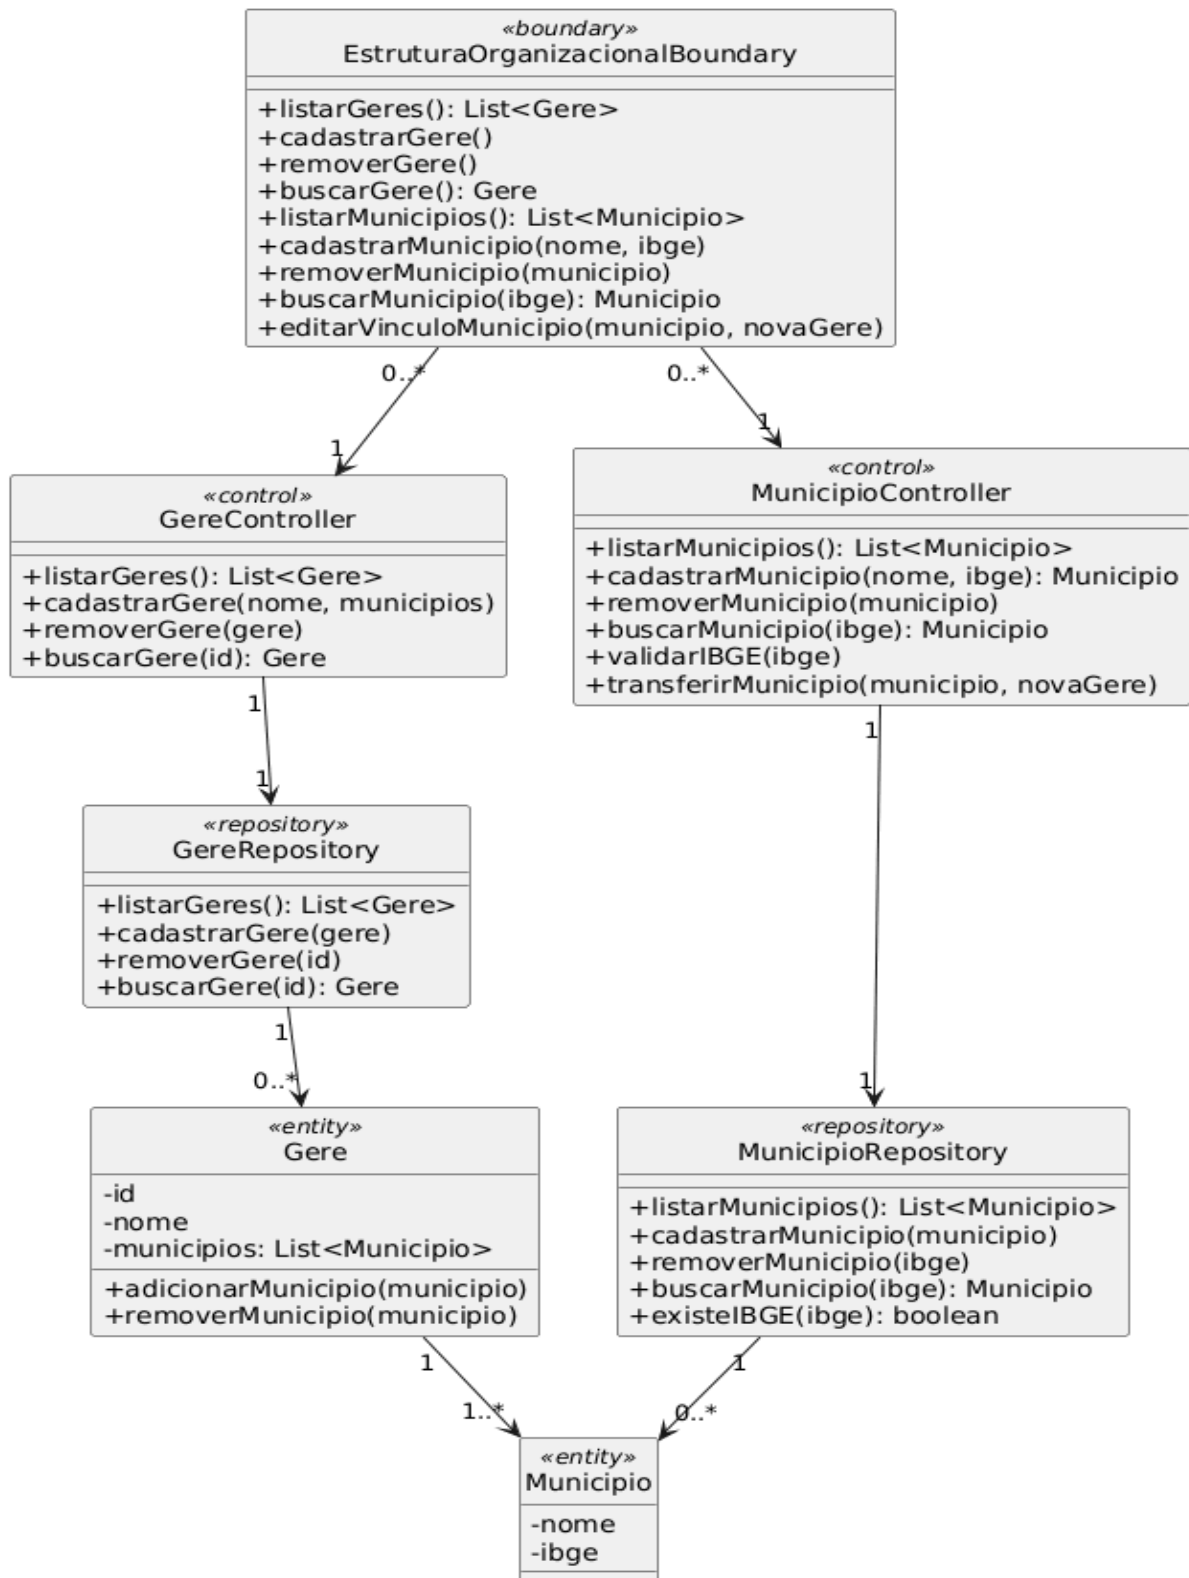 «boundary»
EstruturaOrganizacionalBoundary
+listarGeres(): List<Gere>
+cadastrarGere()
+removerGere()
+buscarGere(): Gere
+listarMunicipios(): List<Municipio>
+cadastrarMunicipio(nome, ibge)
+removerMunicipio(municipio)
+buscarMunicipio(ibge): Municipio
+editarVinculoMunicipio(municipio, novaGere)
0..*
0..*
1
1
«control»
GereController
+listarGeres(): List<Gere>
+cadastrarGere(nome, municipios)
+removerGere(gere)
+buscarGere(id): Gere
«control»
MunicipioController
+listarMunicipios(): List<Municipio>
+cadastrarMunicipio(nome, ibge): Municipio
+removerMunicipio(municipio)
+buscarMunicipio(ibge): Municipio
+validarIBGE(ibge)
+transferirMunicipio(municipio, novaGere)
1
1
1
1
«repository»
GereRepository
+listarGeres(): List<Gere>
+cadastrarGere(gere)
+removerGere(id)
+buscarGere(id): Gere
1
0..*
«entity»
Gere
-id
-nome
-municipios: List<Municipio>
+adicionarMunicipio(municipio)
+removerMunicipio(municipio)
«repository»
MunicipioRepository
+listarMunicipios(): List<Municipio>
+cadastrarMunicipio(municipio)
+removerMunicipio(ibge)
+buscarMunicipio(ibge): Municipio
+existeIBGE(ibge): boolean
1
1
1..*
0..*
«entity»
Municipio
-nome
-ibge